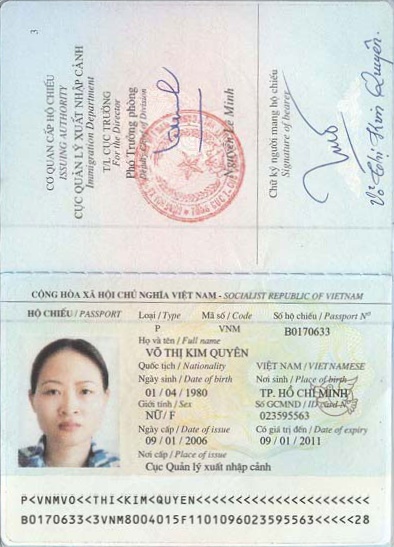 3
CƠ QUAN CẤP HỘ CHIẾU
ISSUING AUTHORITY
CỤC QUẢN LÝ XUẤT NHẬP CẢNH
Immigration Department
T/L CỤC TRƯỞNG
For the Director
Phó Trưởng phòng
Deputy Chief of Division
Nguyễn Lê Minh
Chữ ký người mang hộ chiếu
Signature of bearer
Võ Thị Kim Quyên
CỘNG HÒA XÃ HỘI CHỦ NGHĨA VIỆT NAM - SOCIALIST REPUBLIC OF VIETNAM
HỘ CHIẾU / PASSPORT
Loại / Type Mã số / Code Số hộ chiếu / Passport Nº
P VNM B0170633
Họ và tên / Full name
VÕ THỊ KIM QUYÊN
Quốc tịch / Nationality VIỆT NAM / VIETNAMESE
Ngày sinh / Date of birth Nơi sinh / Place of birth
01 / 04 / 1980 TP. HỒ CHÍ MINH
Giới tính / Sex Số GCMND / ID card Nº
NỮ / F 023595563
Ngày cấp / Date of issue Có giá trị đến / Date of expiry
09 / 01 / 2006 09 / 01 / 2011
Nơi cấp / Place of issue
Cục Quản lý xuất nhập cảnh
P<VNMVO<<THI<KIM<QUYEN<<<<<<<<<<<<<<<<<<<<<<
B0170633<3VNM8004015F1101096023595563<<<<<28